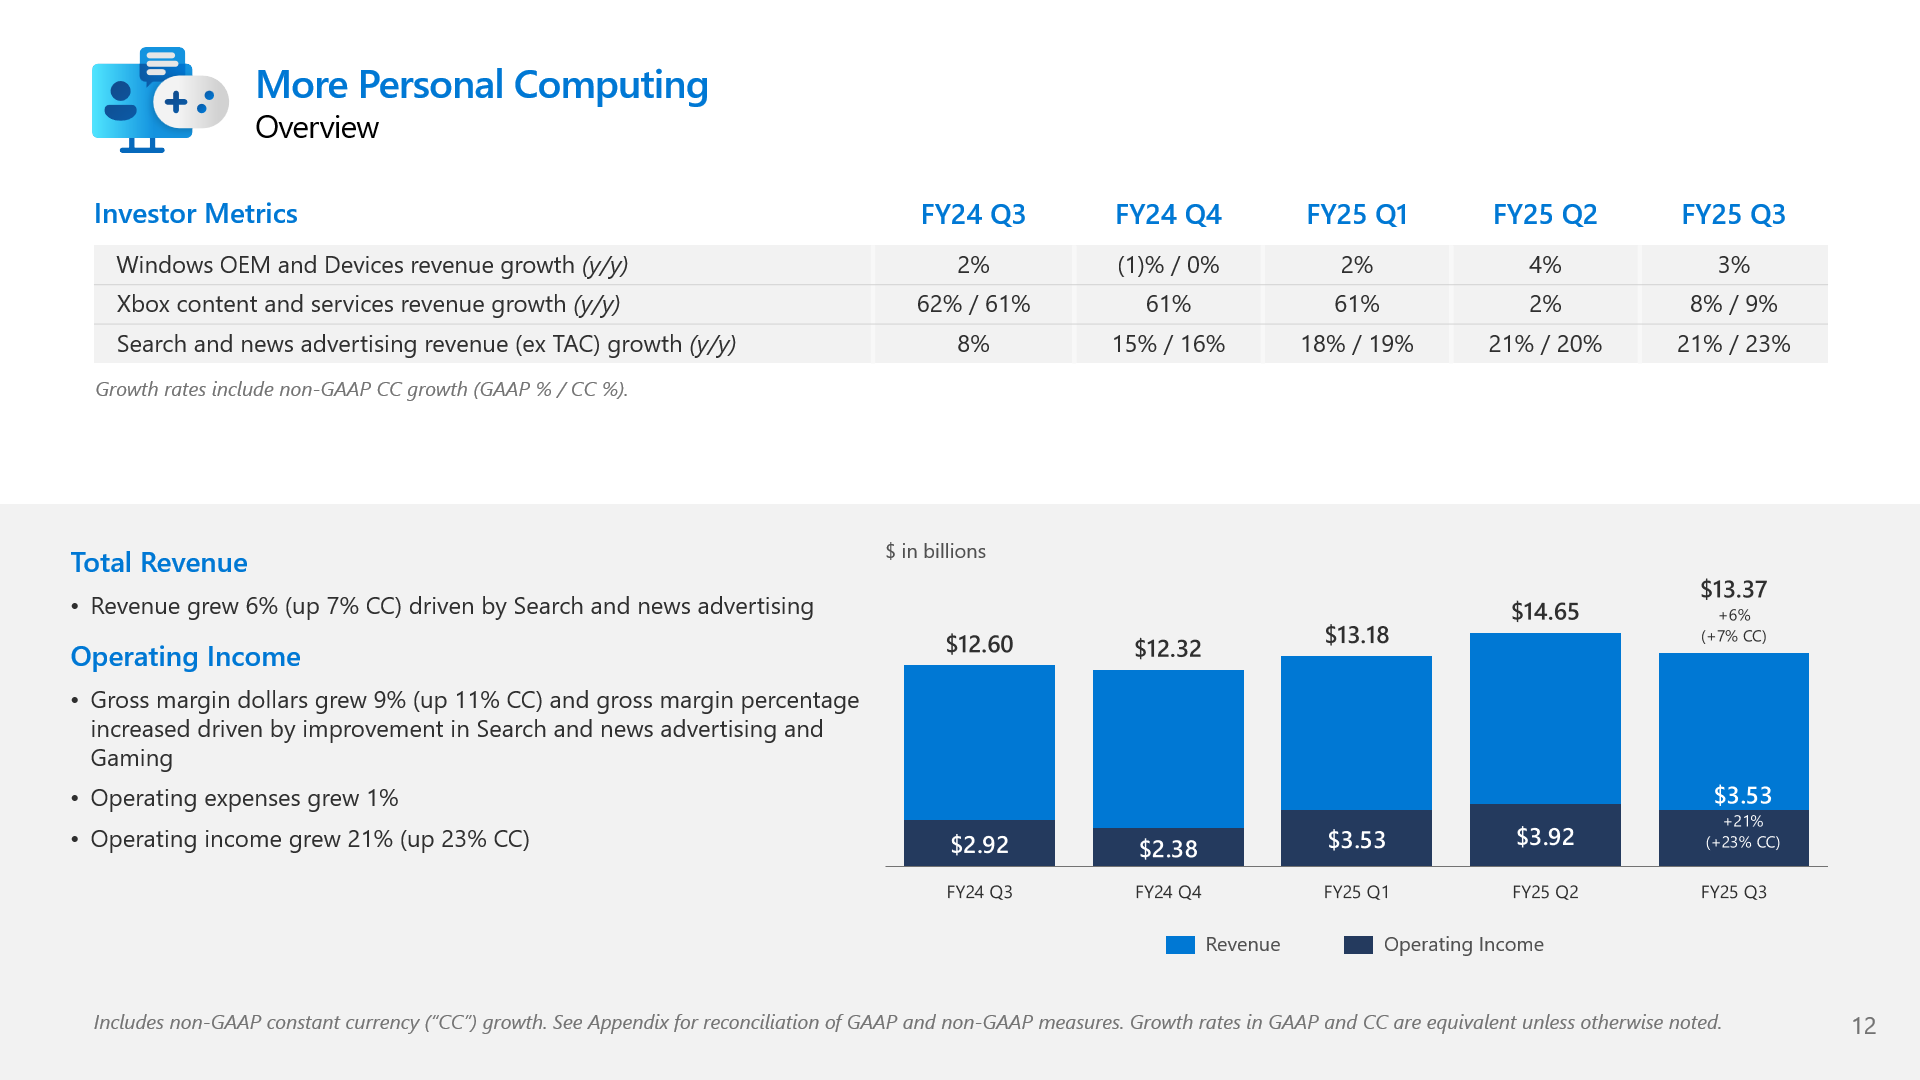 More Personal Computing
Overview
Investor Metrics FY24 Q3 FY24 Q4 FY25 Q1 FY25 Q2 FY25 Q3
Windows OEM and Devices revenue growth (y/y) 2% (1)% / 0% 2% 4% 3%
Xbox content and services revenue growth (y/y) 62% / 61% 61% 61% 2% 8% / 9%
Search and news advertising revenue (ex TAC) growth (y/y) 8% 15% / 16% 18% / 19% 21% / 20% 21% / 23%
Growth rates include non-GAAP CC growth (GAAP % / CC %).
Total Revenue
• Revenue grew 6% (up 7% CC) driven by Search and news advertising
Operating Income
• Gross margin dollars grew 9% (up 11% CC) and gross margin percentage
increased driven by improvement in Search and news advertising and
Gaming
• Operating expenses grew 1%
• Operating income grew 21% (up 23% CC)
$ in billions
$12.60 $12.32 $13.18 $14.65 $13.37
+6%
(+7% CC)
$2.92 $2.38 $3.53 $3.92 $3.53
+21%
(+23% CC)
FY24 Q3 FY24 Q4 FY25 Q1 FY25 Q2 FY25 Q3
Revenue Operating Income
Includes non-GAAP constant currency (“CC”) growth. See Appendix for reconciliation of GAAP and non-GAAP measures. Growth rates in GAAP and CC are equivalent unless otherwise noted.
12